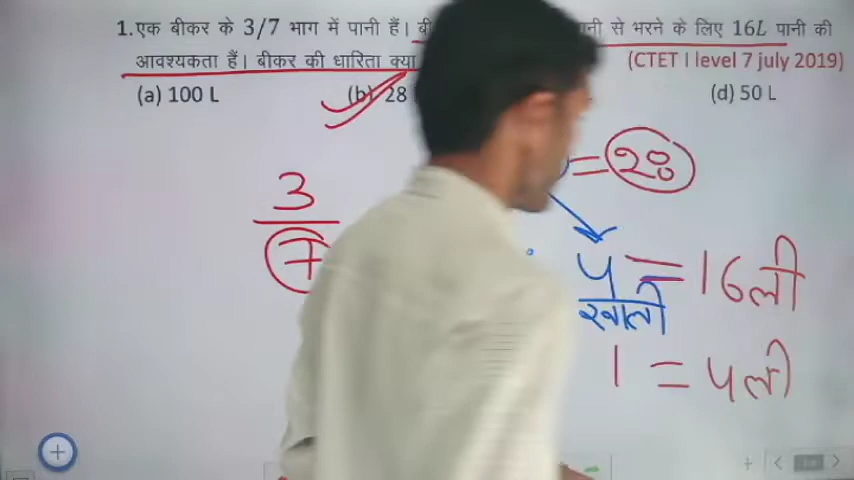 1. एक बीकर के 3/7 भाग में पानी हैं। से भरने के लिए 16L पानी की
आवश्यकता हैं। बीकर की धारिता क्या (CTET I level 7 july 2019)
(a) 100 L (b) 28 (d) 50 L
= 28
3
7
4 = 16ली
खाली
1 = 4ली